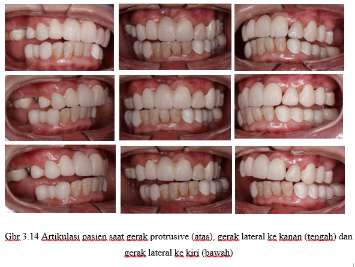 Gbr 3.14 Artikulasi pasien saat gerak protrusive (atas), gerak lateral ke kanan (tengah) dan
gerak lateral ke kiri (bawah)